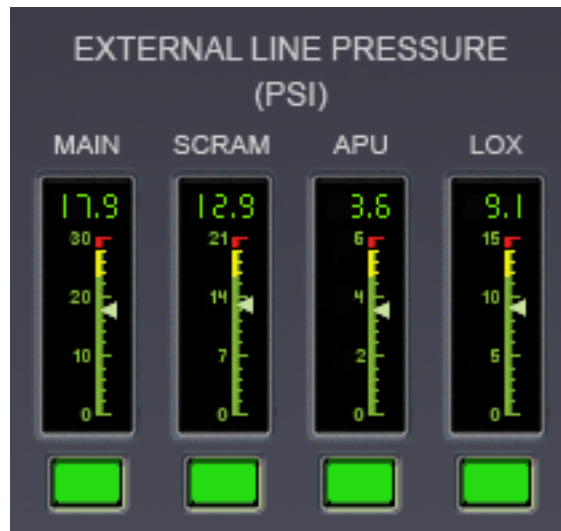 EXTERNAL LINE PRESSURE
(PSI)
MAIN SCRAM APU LOX
17.9 12.9 3.6 9.1
30 21 6 15
20 14 4 10
10 7 2 5
0 0 0 0